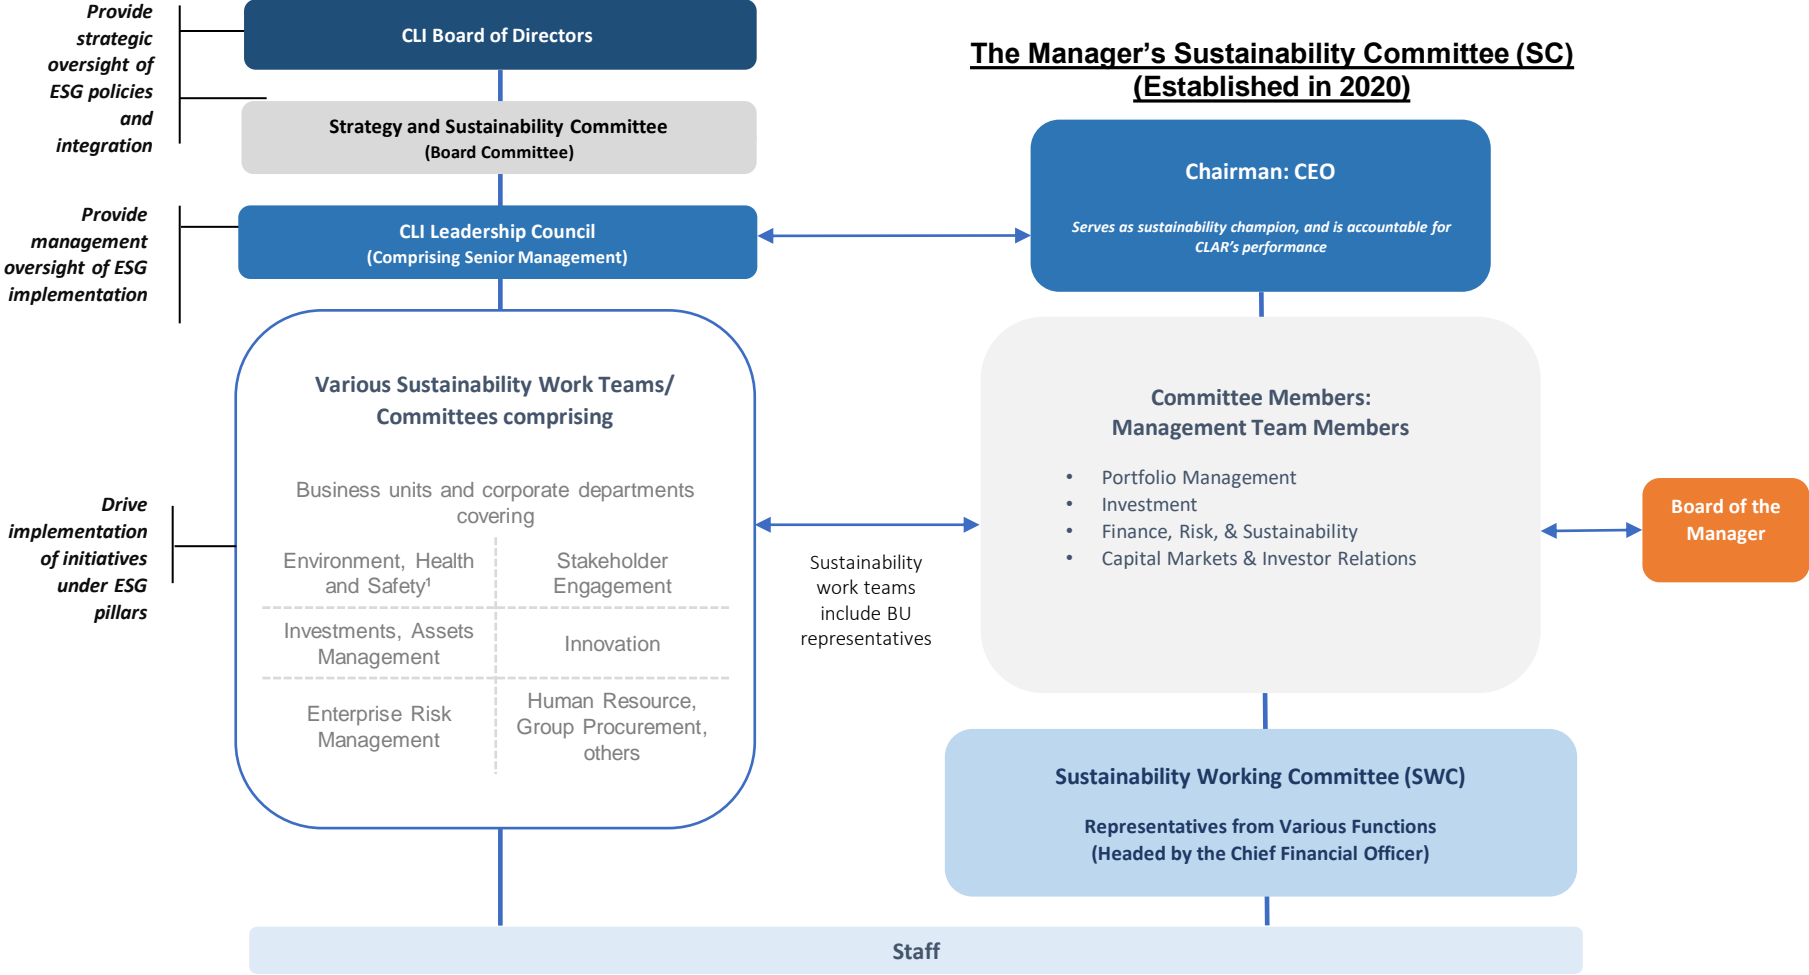 Provide
strategic
oversight of
ESG policies
and
integration
CLI Board of Directors
Strategy and Sustainability Committee
(Board Committee)
Provide
management
oversight of ESG
implementation
CLI Leadership Council
(Comprising Senior Management)
Various Sustainability Work Teams/
Committees comprising
Business units and corporate departments
covering
Environment, Health
and Safety¹
Stakeholder
Engagement
Investments, Assets
Management
Innovation
Enterprise Risk
Management
Human Resource,
Group Procurement,
others
Drive
implementation
of initiatives
under ESG
pillars
Sustainability
work teams
include BU
representatives
The Manager's Sustainability Committee (SC)
(Established in 2020)
Chairman: CEO
Serves as sustainability champion, and is accountable for
CLAR's performance
Committee Members:
Management Team Members
• Portfolio Management
• Investment
• Finance, Risk, & Sustainability
• Capital Markets & Investor Relations
Board of the
Manager
Sustainability Working Committee (SWC)
Representatives from Various Functions
(Headed by the Chief Financial Officer)
Staff